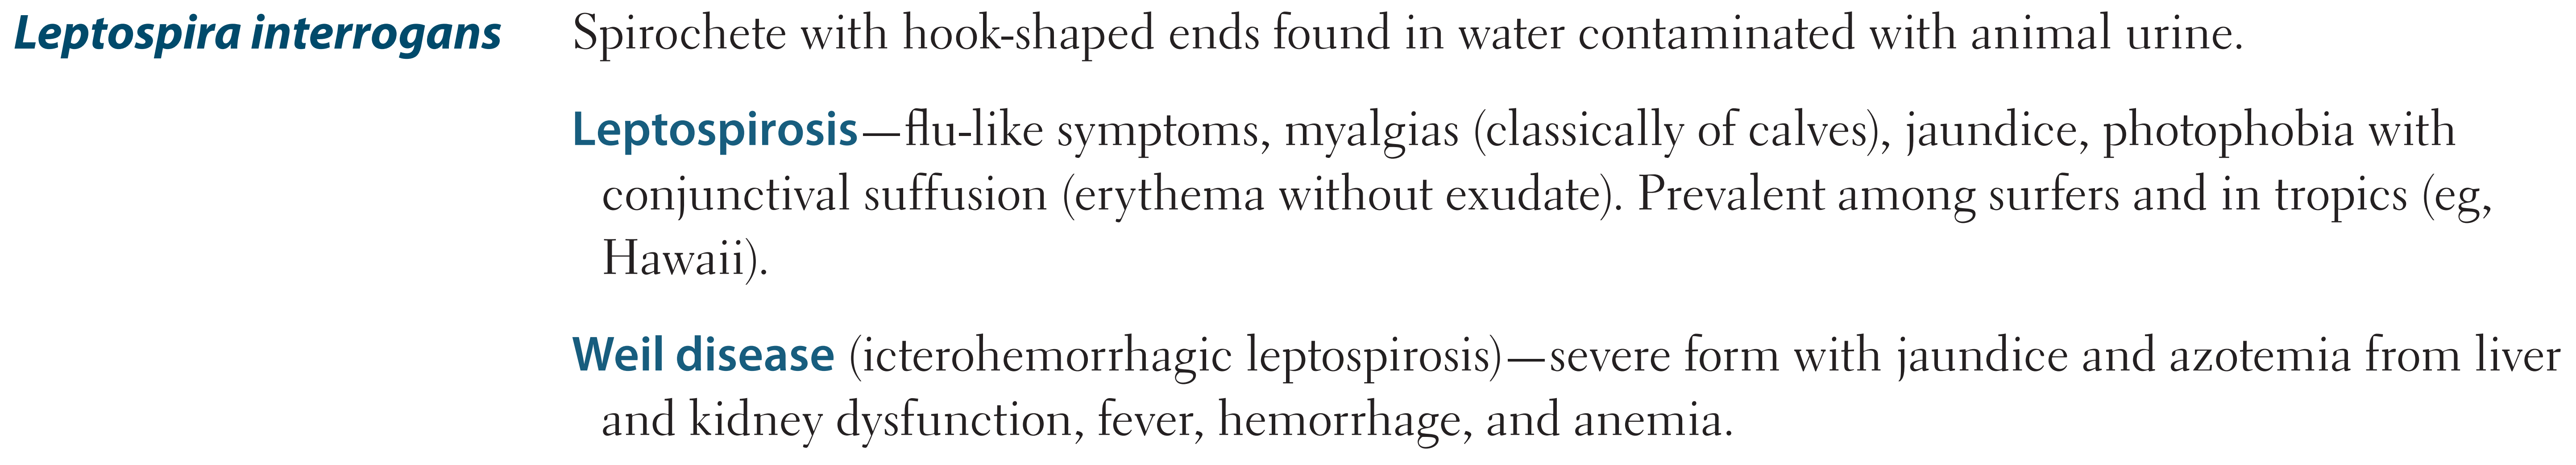 Leptospira interrogans
Spirochete with hook-shaped ends found in water contaminated with animal urine.
Leptospirosis—flu-like symptoms, myalgias (classically of calves), jaundice, photophobia with
conjunctival suffusion (erythema without exudate). Prevalent among surfers and in tropics (eg,
Hawaii).
Weil disease (icterohemorrhagic leptospirosis)—severe form with jaundice and azotemia from liver
and kidney dysfunction, fever, hemorrhage, and anemia.